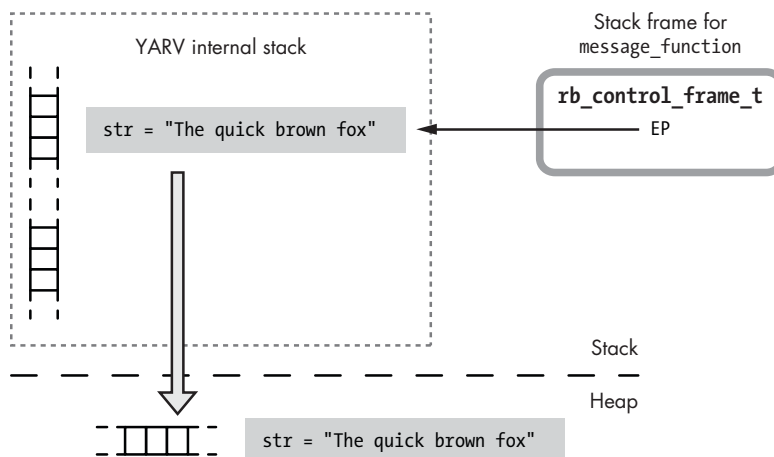 YARV internal stack
str = "The quick brown fox"
Stack frame for
message_function
rb_control_frame_t
EP
Stack
Heap
str = "The quick brown fox"